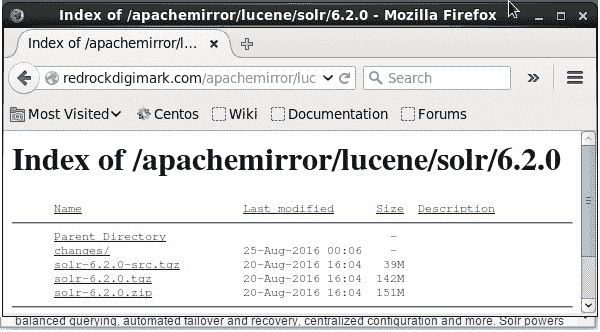 Index of /apachemirror/lucene/solr/6.2.0 - Mozilla Firefox
Index of /apachemirror/l...
redrockdigimark.com/apachemirror/luc
Search
Most Visited Centos Wiki Documentation Forums
Index of /apachemirror/lucene/solr/6.2.0
Name Last modified Size Description
Parent Directory -
changes/ 25-Aug-2016 00:06 -
solr-6.2.0-src.tgz 20-Aug-2016 16:04 39M
solr-6.2.0.tgz 20-Aug-2016 16:04 142M
solr-6.2.0.zip 20-Aug-2016 16:04 151M
balanced querying, automated failover and recovery, centralized configuration and more. Solr powers